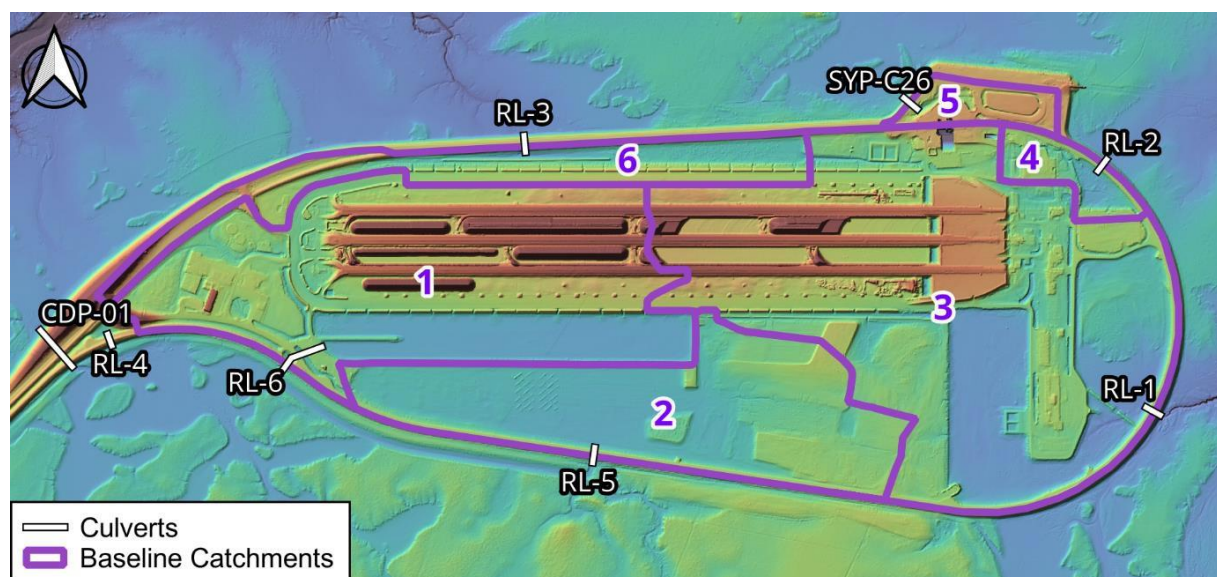 SYP-C26
5
RL-3
4
RL-2
6
1
3
CDP-01
RL-4
RL-6
RL-1
2
RL-5
Culverts
Baseline Catchments